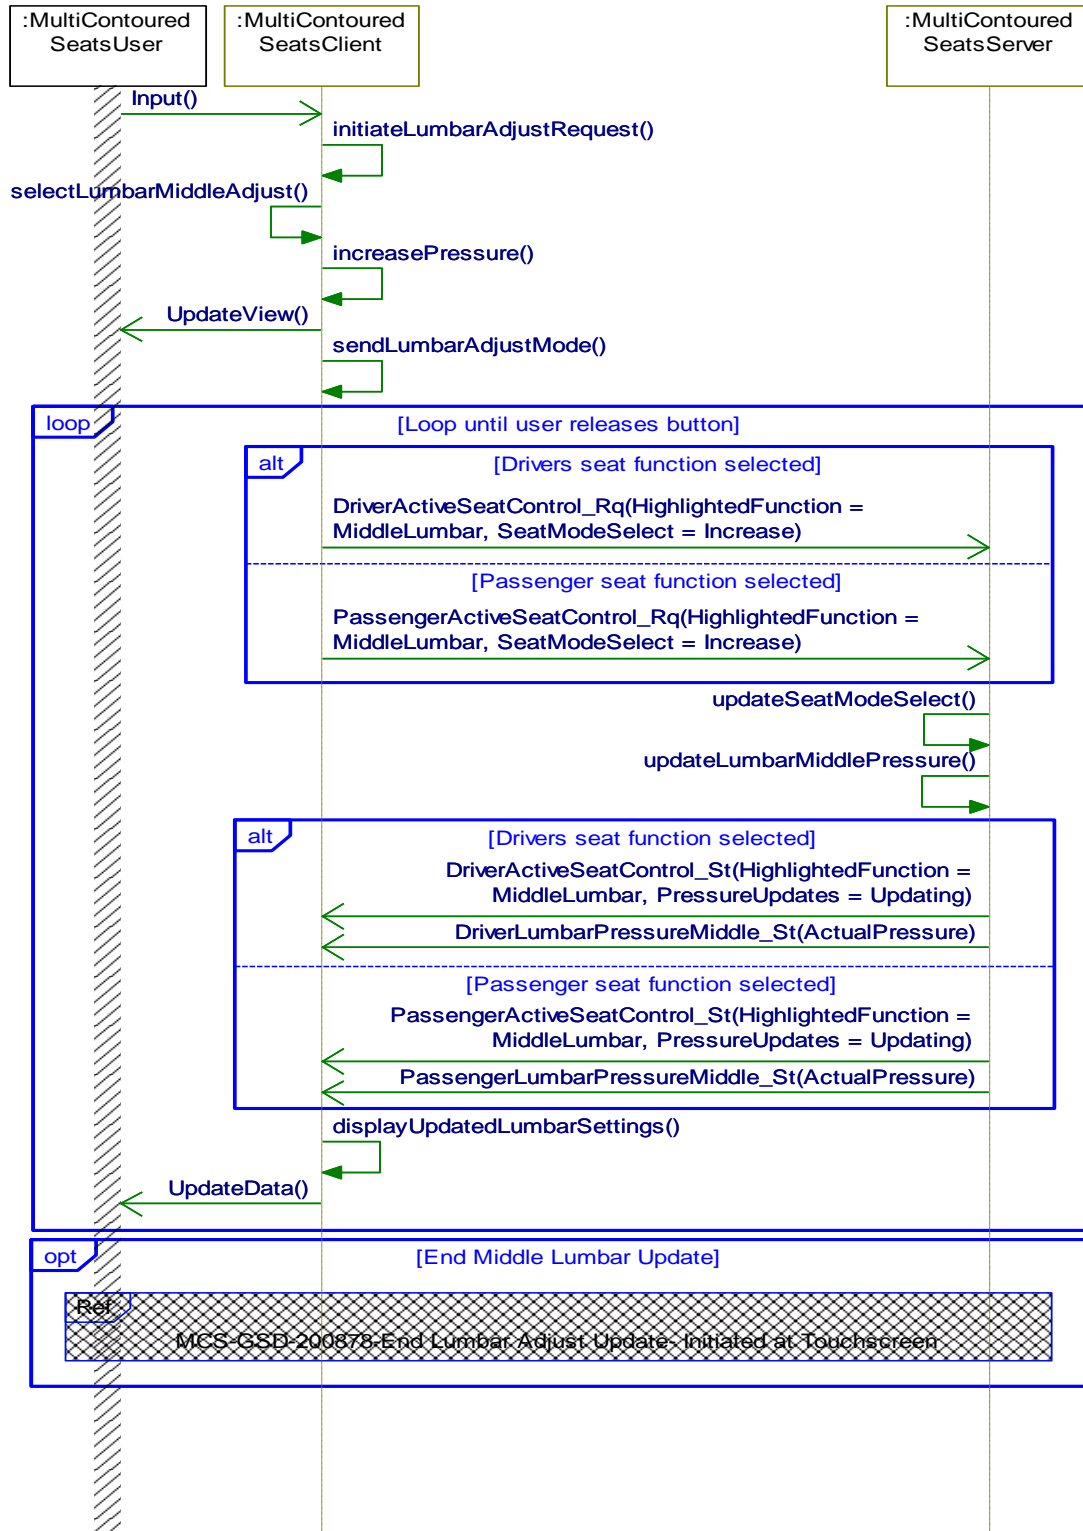 :MultiContoured
SeatsUser
:MultiContoured
SeatsClient
:MultiContoured
SeatsServer
Input()
initiateLumbarAdjustRequest()
selectLumbarMiddleAdjust()
increasePressure()
UpdateView()
sendLumbarAdjustMode()
loop
[Loop until user releases button]
alt
[Drivers seat function selected]
DriverActiveSeatControl_Rq(HighlightedFunction =
MiddleLumbar, SeatModeSelect = Increase)
[Passenger seat function selected]
PassengerActiveSeatControl_Rq(HighlightedFunction =
MiddleLumbar, SeatModeSelect = Increase)
updateSeatModeSelect()
updateLumbarMiddlePressure()
alt
[Drivers seat function selected]
DriverActiveSeatControl_St(HighlightedFunction =
MiddleLumbar, PressureUpdates = Updating)
DriverLumbarPressureMiddle_St(ActualPressure)
[Passenger seat function selected]
PassengerActiveSeatControl_St(HighlightedFunction =
MiddleLumbar, PressureUpdates = Updating)
PassengerLumbarPressureMiddle_St(ActualPressure)
displayUpdatedLumbarSettings()
UpdateData()
opt
[End Middle Lumbar Update]
Ref
MCS-GSD-200878-End Lumbar Adjust Update- Initiated at Touchscreen